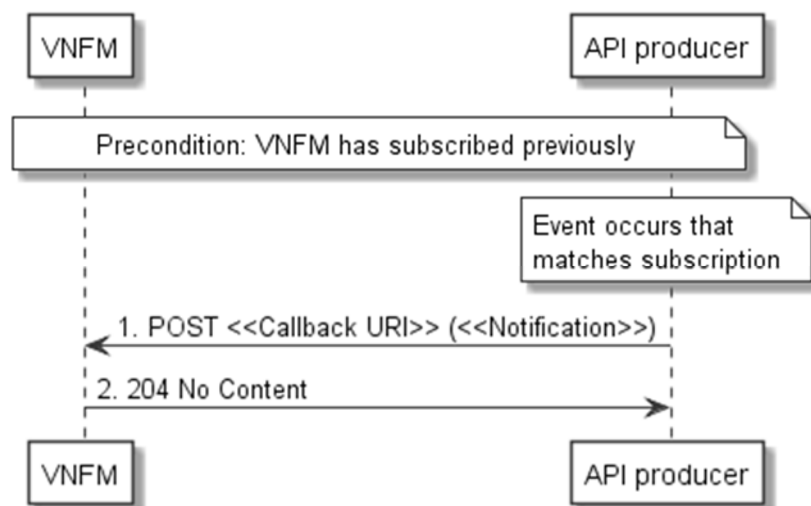 VNFM
API producer
Precondition: VNFM has subscribed previously
Event occurs that
matches subscription
1. POST <<Callback URI>> (<<Notification>>)
2. 204 No Content
VNFM
API producer